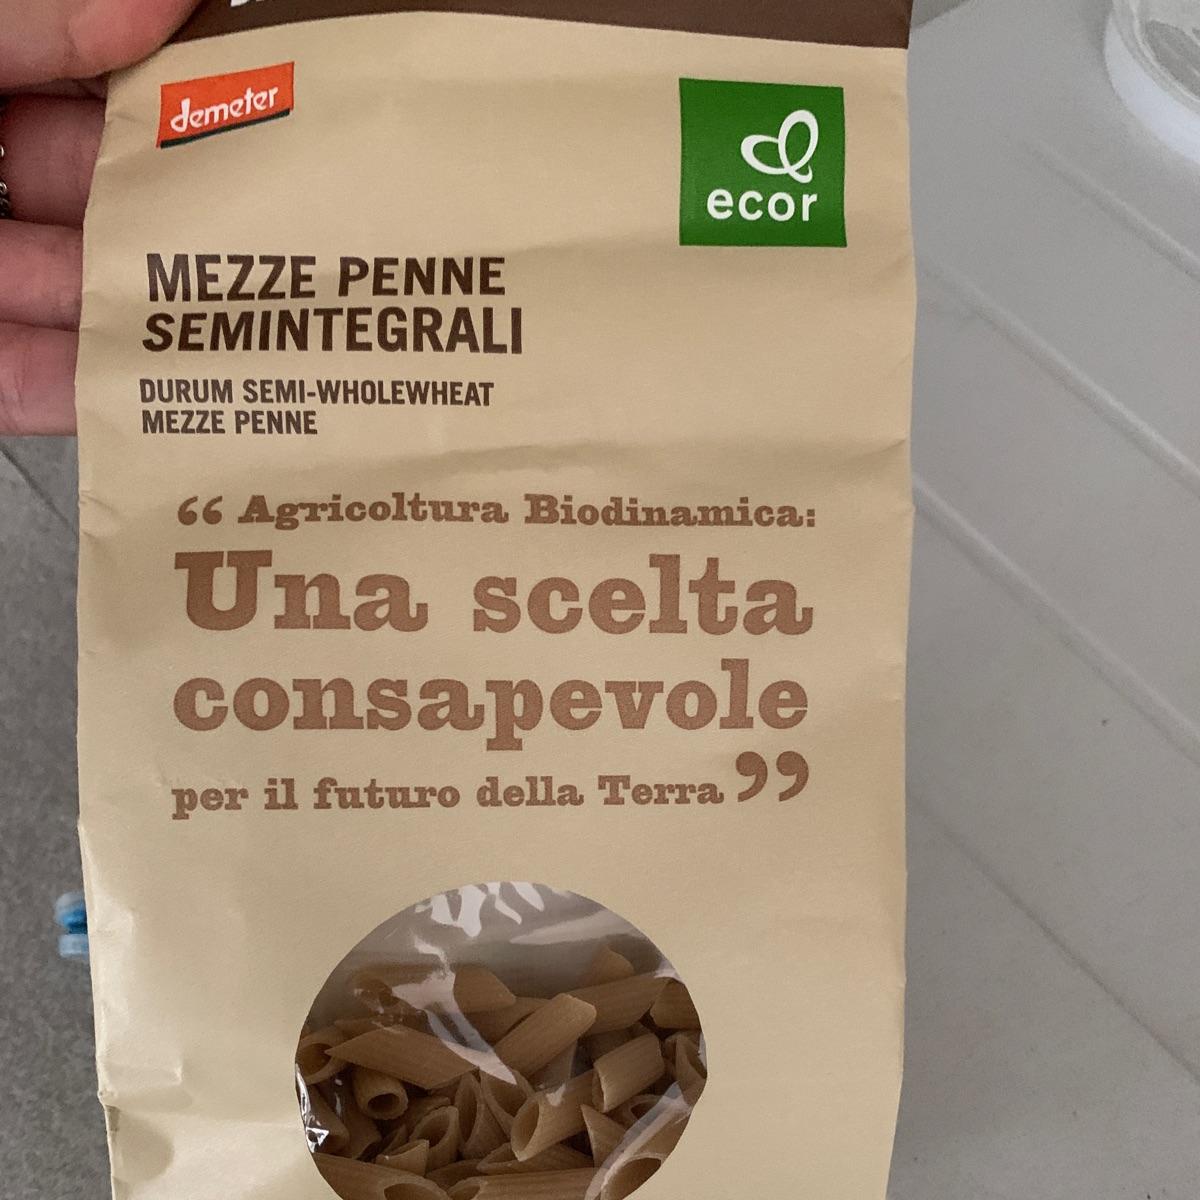 demeter
ecor
MEZZE PENNE
SEMINTEGRALI
DURUM SEMI-WHOLEWHEAT
MEZZE PENNE
“ Agricoltura Biodinamica:
Una scelta
consapevole
per il futuro della Terra ”